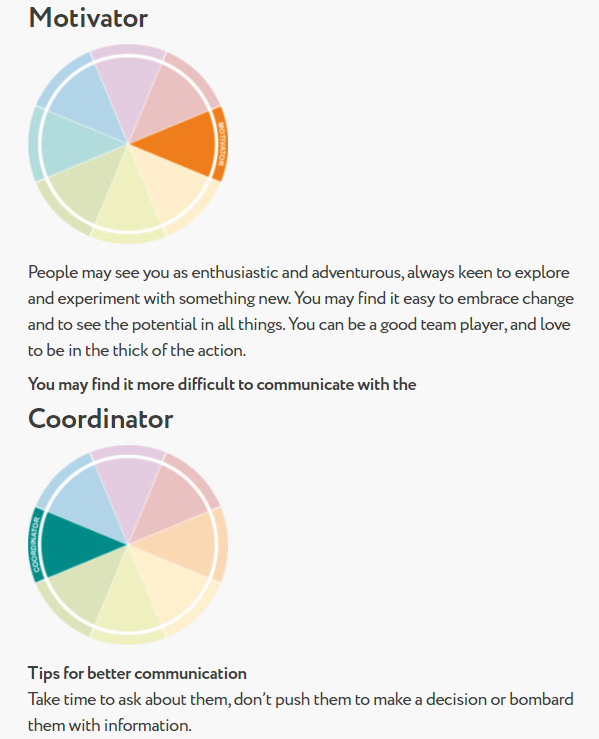 Motivator
MOTIVATOR
People may see you as enthusiastic and adventurous, always keen to explore
and experiment with something new. You may find it easy to embrace change
and to see the potential in all things. You can be a good team player, and love
to be in the thick of the action.
You may find it more difficult to communicate with the
Coordinator
COORDINATOR
Tips for better communication
Take time to ask about them, don't push them to make a decision or bombard
them with information.